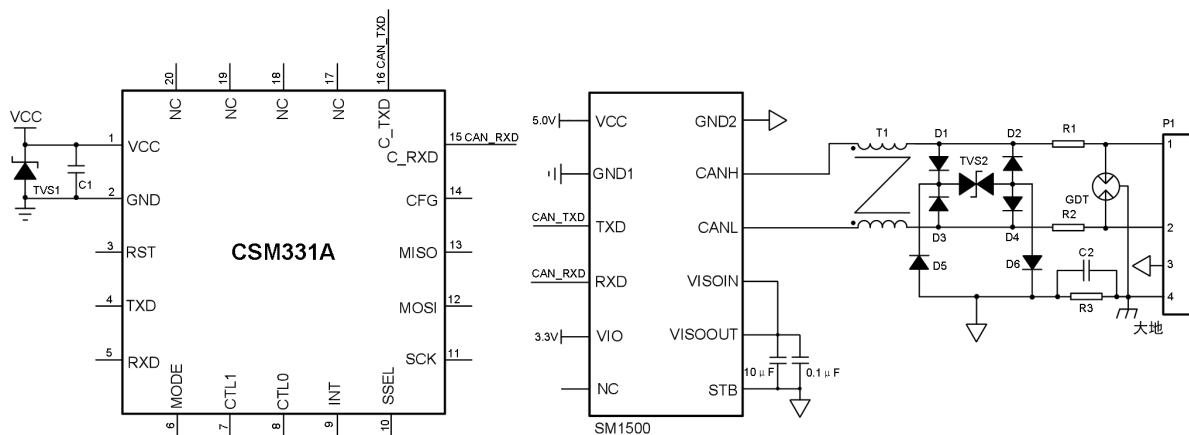 VCC
TVS1
C1
CAN_TXD
20
19
18
17
16
NC
NC
NC
NC
C_TXD
1
VCC
C_RXD
15
CAN_RXD
2
GND
CFG
14
CSM331A
3
RST
MISO
13
4
TXD
MOSI
12
5
RXD
SCK
11
MODE
CTL1
CTL0
INT
SSEL
6
7
8
9
10
5.0V
VCC
GND2
GND1
CANH
CAN_TXD
TXD
CANL
CAN_RXD
RXD
VISOIN
3.3V
VIO
VISOOUT
NC
STB
SM1500
10 μF
0.1 μF
T1
D1
D2
R1
P1
TVS2
GDT
1
D3
D4
R2
2
D5
D6
C2
3
R3
4
大地